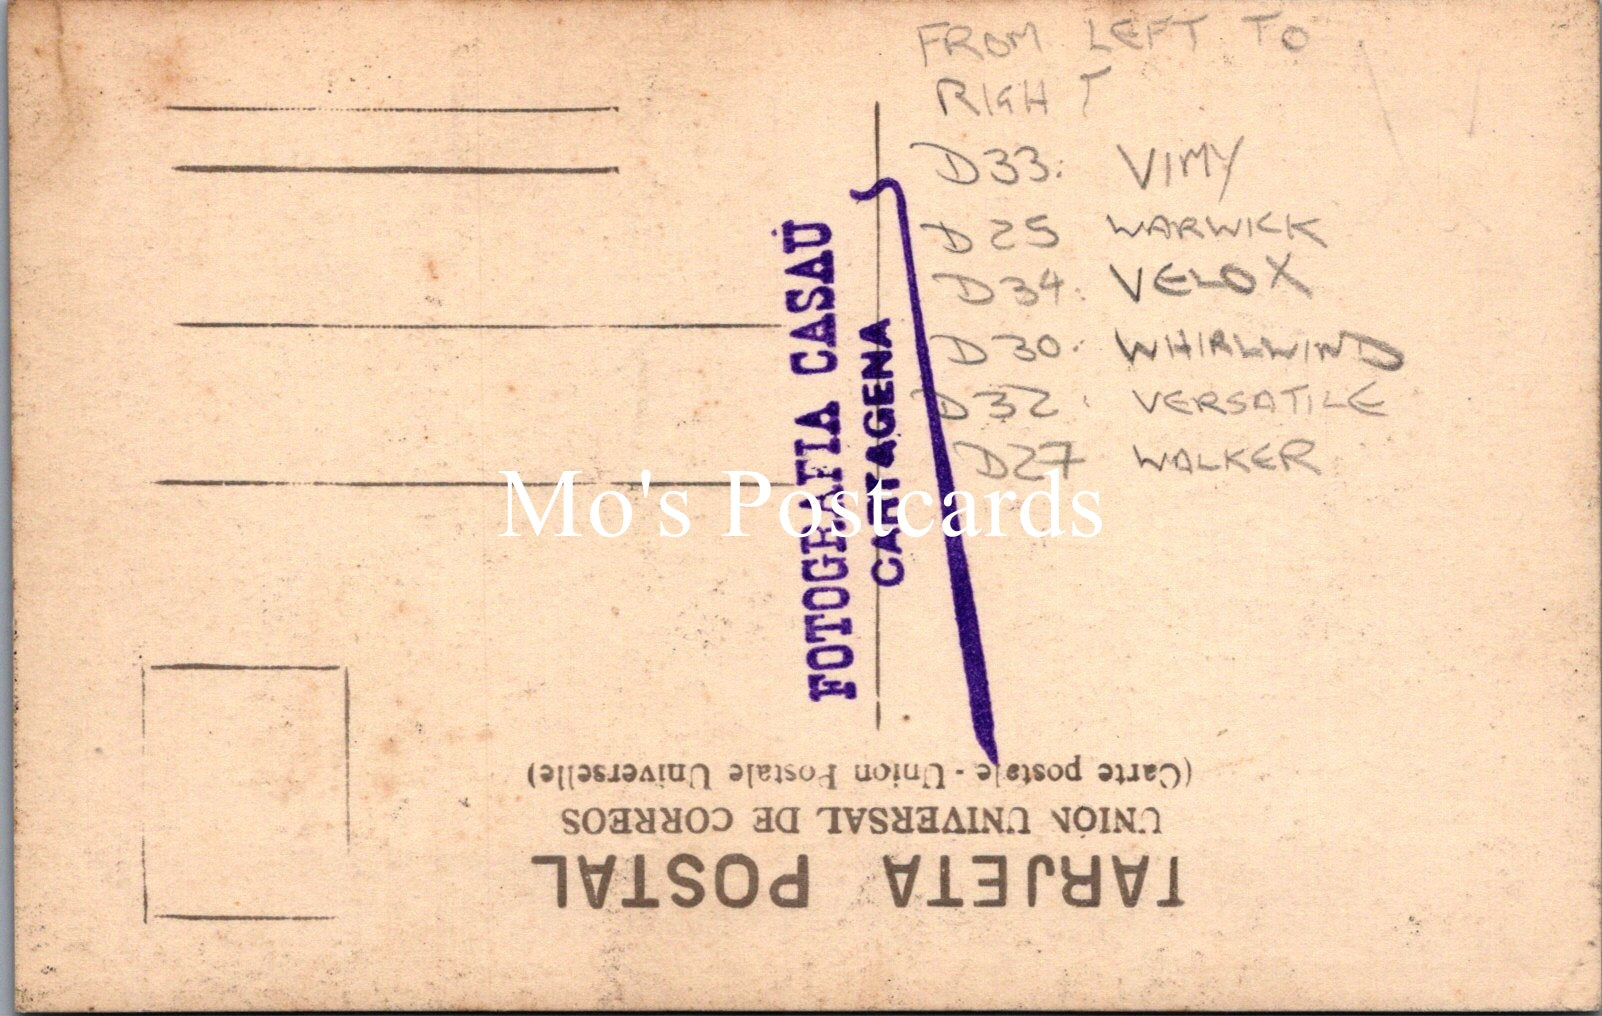 FROM LEFT TO
RIGHT
D33. VIMY
D25 WARWICK
D34. VELOX
D30. WHIRLWIND
D32. VERSATILE
D27 WALKER
FOTOGRAFIA CASAÚ
CARTAGENA
Mo's Postcards
TARJETA POSTAL
UNIÓN UNIVERSAL DE CORREOS
(Carte postale - Union Postale Universelle)